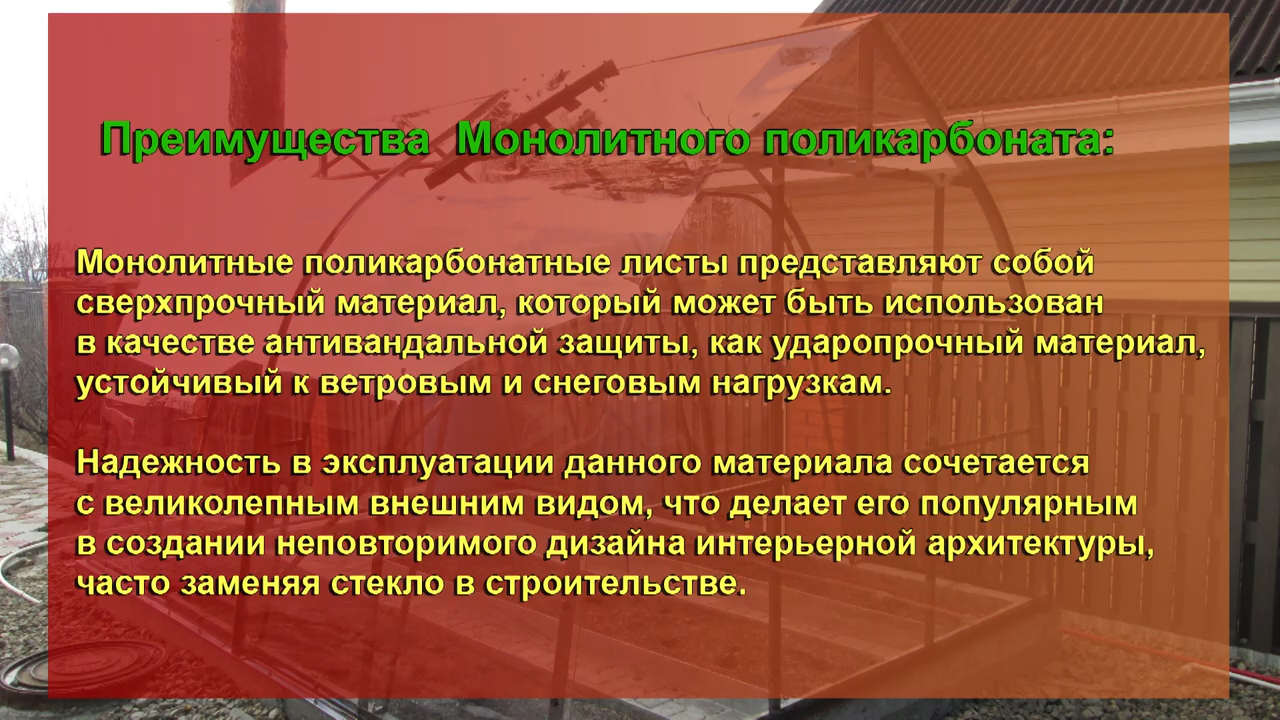 Преимущества Монолитного поликарбоната:
Монолитные поликарбонатные листы представляют собой
сверхпрочный материал, который может быть использован
в качестве антивандальной защиты, как ударопрочный материал,
устойчивый к ветровым и снеговым нагрузкам.
Надежность в эксплуатации данного материала сочетается
с великолепным внешним видом, что делает его популярным
в создании неповторимого дизайна интерьерной архитектуры,
часто заменяя стекло в строительстве.